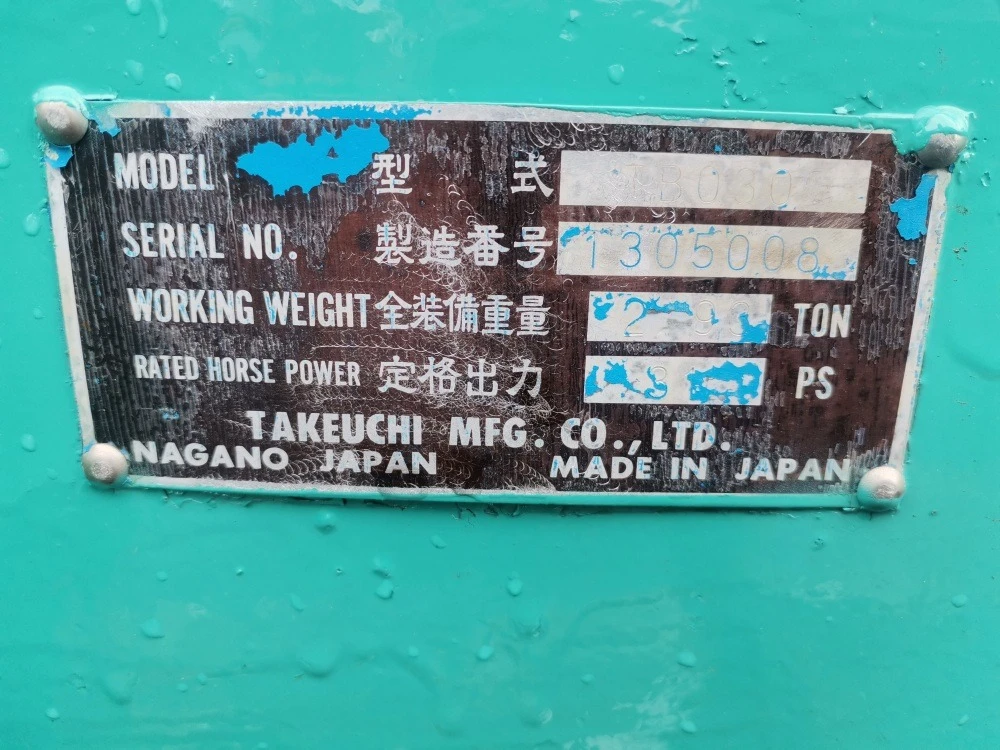 MODEL 型式
SERIAL NO. 製造番号 1305008
WORKING WEIGHT 全装備重量 TON
RATED HORSE POWER 定格出力 PS
TAKEUCHI MFG. CO., LTD.
NAGANO JAPAN MADE IN JAPAN